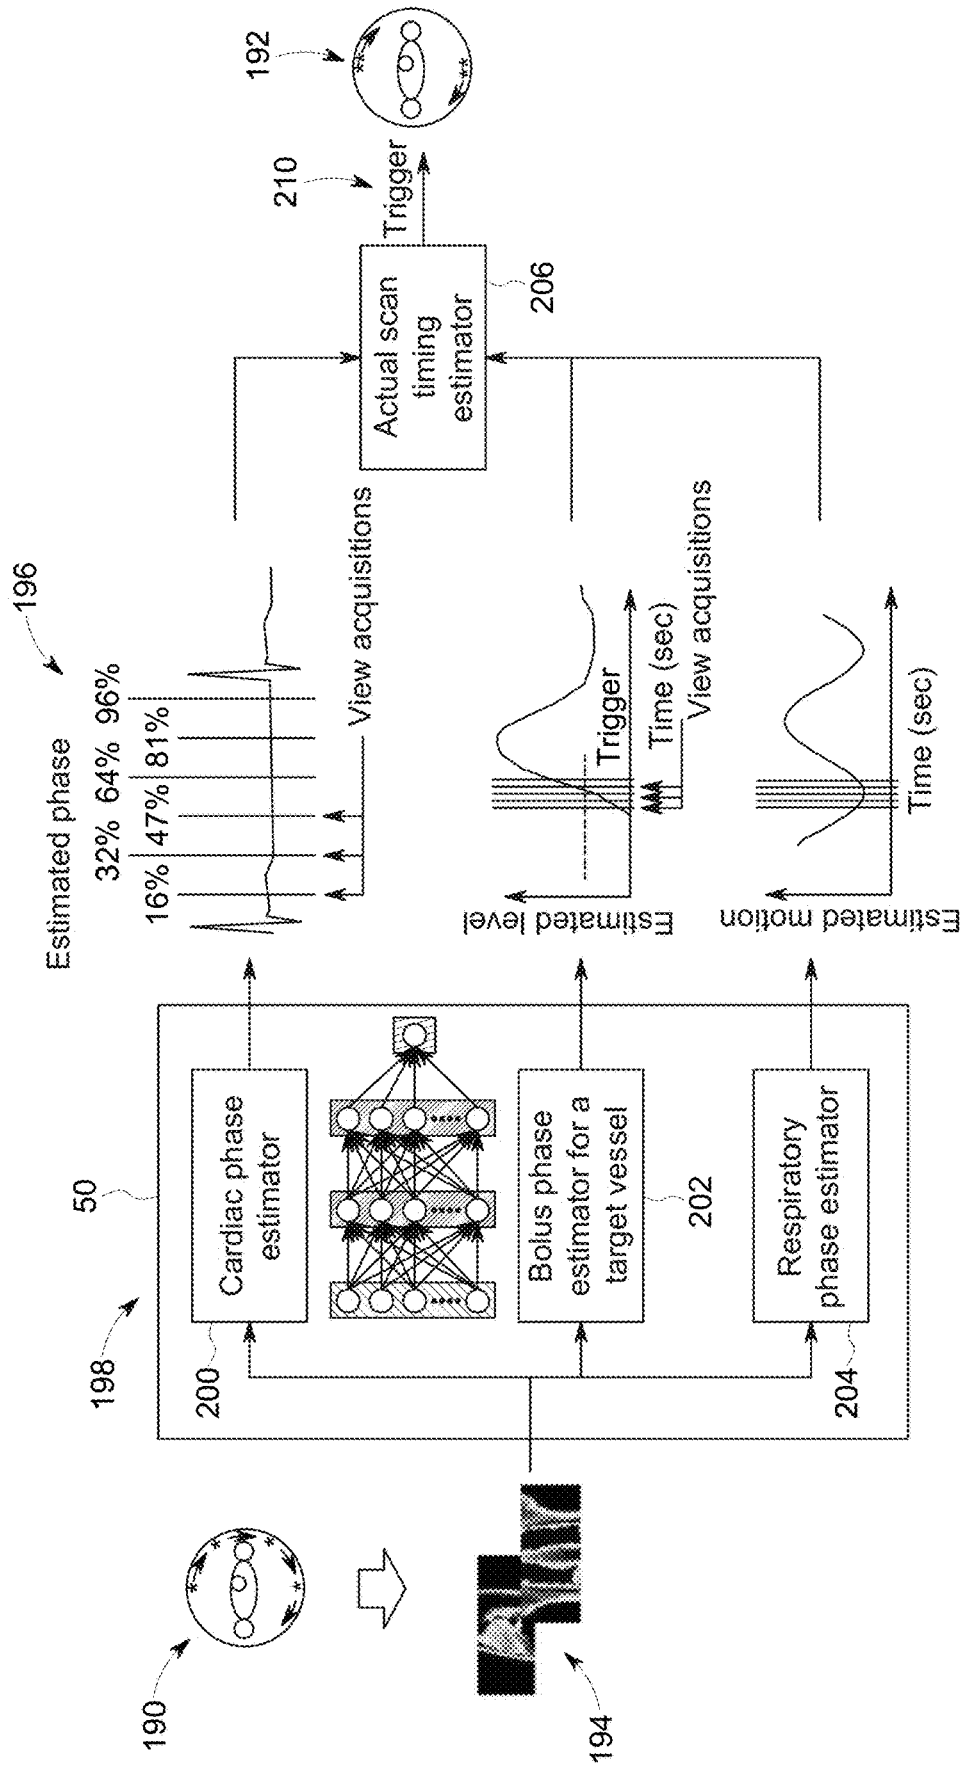 190
194
198
50
200
Cardiac phase
estimator
Bolus phase
estimator for a
target vessel
202
Respiratory
phase estimator
204
196
Estimated phase
16% 32% 47% 64% 81% 96%
View acquisitions
Estimated level
Trigger
Time (sec)
View acquisitions
Estimated motion
Time (sec)
Actual scan
timing
estimator
206
210
Trigger
192